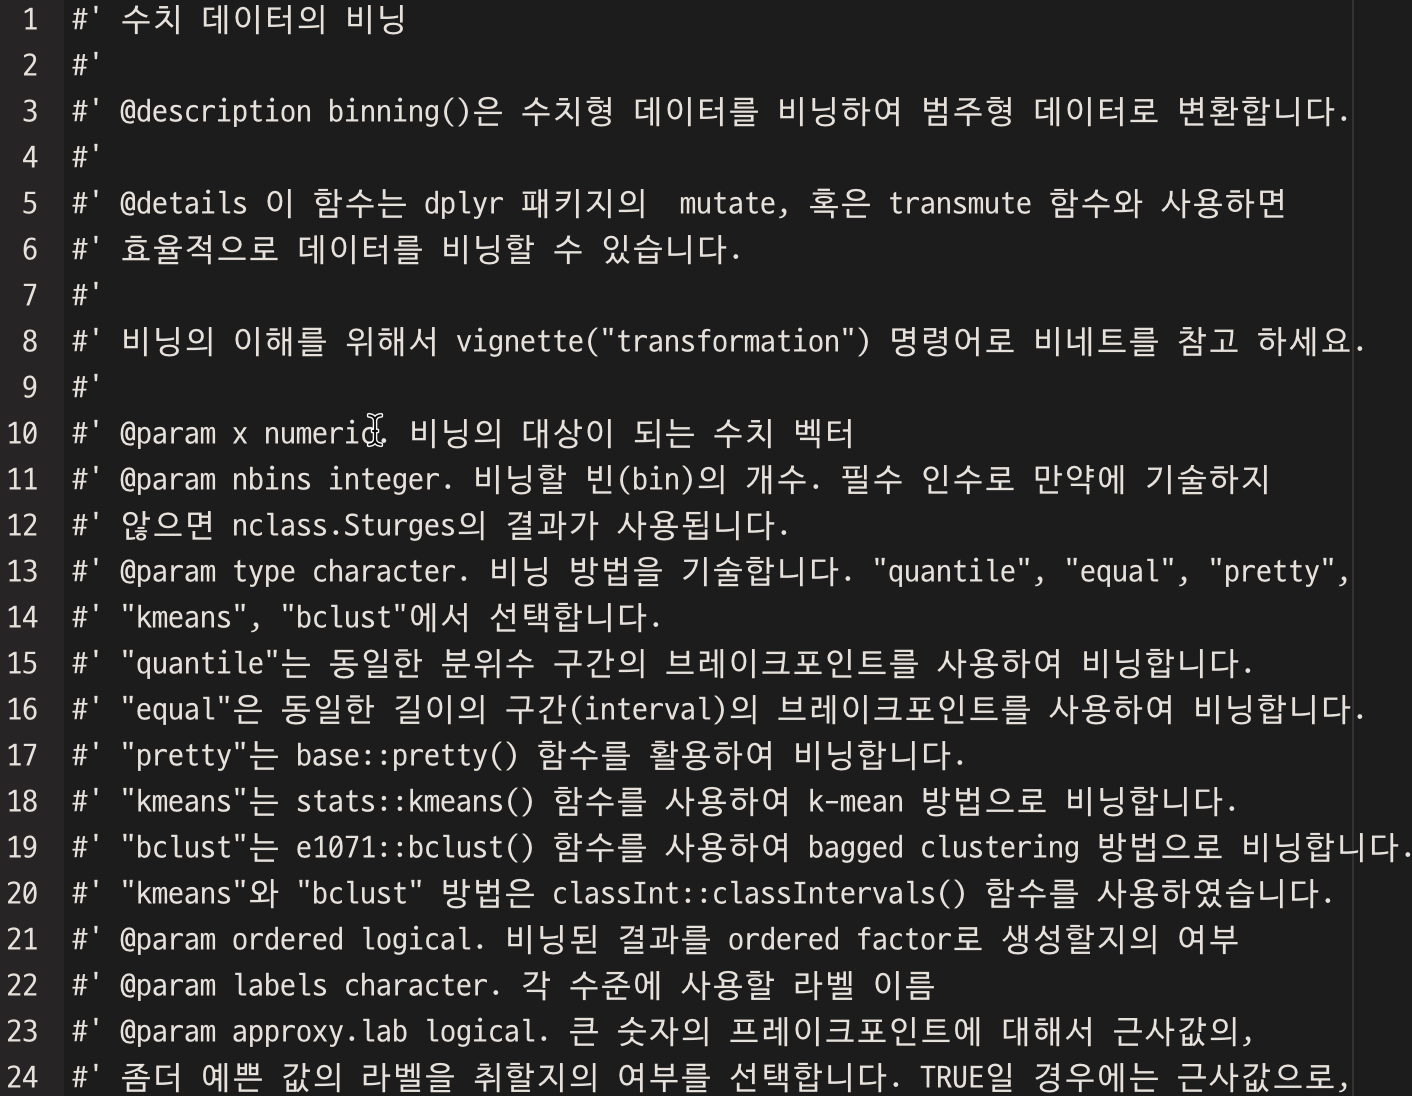 1 #' 수치 데이터의 비닝
2 #'
3 #' @description binning()은 수치형 데이터를 비닝하여 범주형 데이터로 변환합니다.
4 #'
5 #' @details 이 함수는 dplyr 패키지의  mutate, 혹은 transmute 함수와 사용하면
6 #' 효율적으로 데이터를 비닝할 수 있습니다.
7 #'
8 #' 비닝의 이해를 위해서 vignette("transformation") 명령어로 비네트를 참고 하세요.
9 #'
10 #' @param x numeric. 비닝의 대상이 되는 수치 벡터
11 #' @param nbins integer. 비닝할 빈(bin)의 개수. 필수 인수로 만약에 기술하지
12 #' 않으면 nclass.Sturges의 결과가 사용됩니다.
13 #' @param type character. 비닝 방법을 기술합니다. "quantile", "equal", "pretty",
14 #' "kmeans", "bclust"에서 선택합니다.
15 #' "quantile"는 동일한 분위수 구간의 브레이크포인트를 사용하여 비닝합니다.
16 #' "equal"은 동일한 길이의 구간(interval)의 브레이크포인트를 사용하여 비닝합니다.
17 #' "pretty"는 base::pretty() 함수를 활용하여 비닝합니다.
18 #' "kmeans"는 stats::kmeans() 함수를 사용하여 k-mean 방법으로 비닝합니다.
19 #' "bclust"는 e1071::bclust() 함수를 사용하여 bagged clustering 방법으로 비닝합니다.
20 #' "kmeans"와 "bclust" 방법은 classInt::classIntervals() 함수를 사용하였습니다.
21 #' @param ordered logical. 비닝된 결과를 ordered factor로 생성할지의 여부
22 #' @param labels character. 각 수준에 사용할 라벨 이름
23 #' @param approxy.lab logical. 큰 숫자의 프레이크포인트에 대해서 근사값의,
24 #' 좀더 예쁜 값의 라벨을 취할지의 여부를 선택합니다. TRUE일 경우에는 근사값으로,